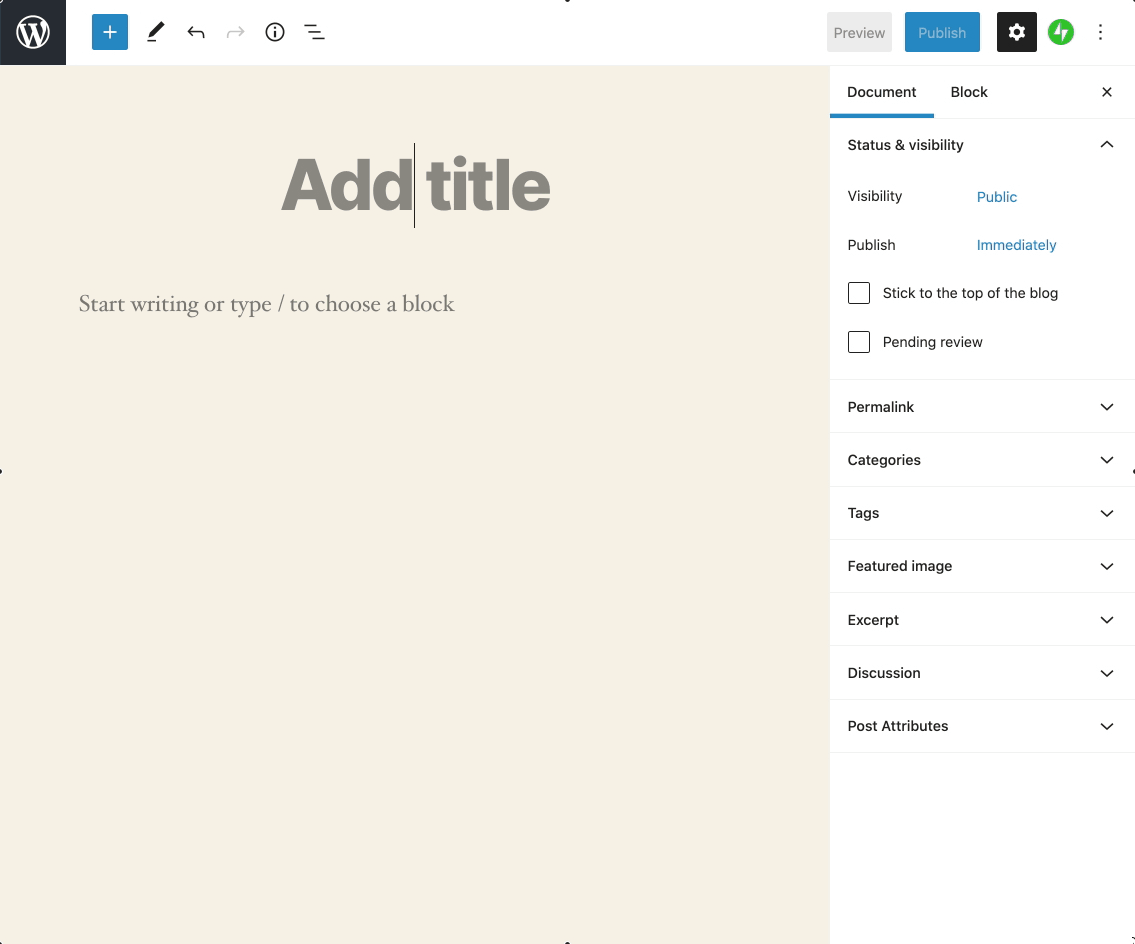 Preview
Publish
Document
Block
Add title
Start writing or type / to choose a block
Status & visibility
Visibility
Public
Publish
Immediately
Stick to the top of the blog
Pending review
Permalink
Categories
Tags
Featured image
Excerpt
Discussion
Post Attributes